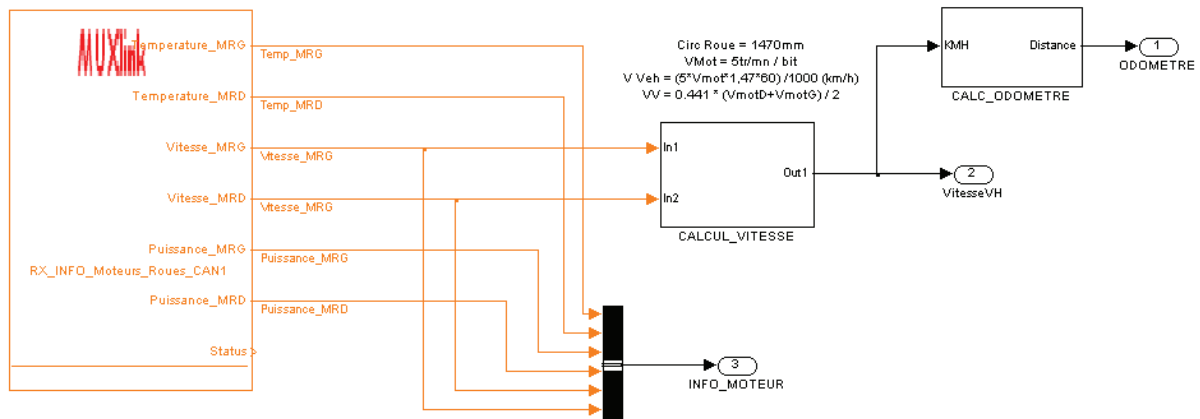 MUXlink
Temperature_MRG
Temp_MRG
Temperature_MRD
Temp_MRD
Vitesse_MRG
Vitesse_MRG
Vitesse_MRD
Vitesse_MRG
Puissance_MRG
Puissance_MRG
RX_INFO_Moteurs_Roues_CAN1
Puissance_MRD
Puissance_MRD
Status
Circ Roue = 1470mm
VMot = 5tr/mn / bit
V Veh = (5*Vmot*1,47*60) /1000 (km/h)
VV = 0.441 * (VmotD+VmotG) / 2
In1
In2
Out1
CALCUL_VITESSE
KMH
Distance
CALC_ODOMETRE
1
ODOMETRE
2
VitesseVH
3
INFO_MOTEUR